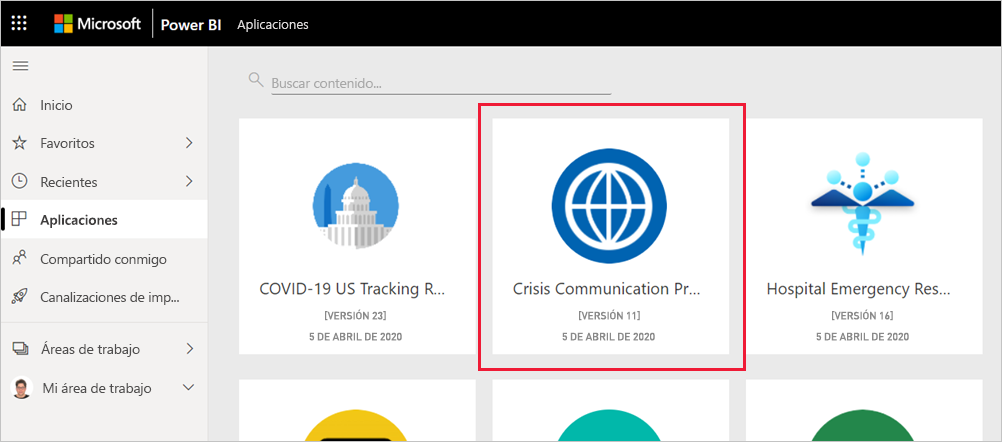 Microsoft Power BI Aplicaciones
Buscar contenido...
Inicio
Favoritos
Recientes
Aplicaciones
Compartido conmigo
Canalizaciones de imp...
Áreas de trabajo
Mi área de trabajo
COVID-19 US Tracking R...
[VERSIÓN 23]
5 DE ABRIL DE 2020
Crisis Communication Pr...
[VERSIÓN 11]
5 DE ABRIL DE 2020
Hospital Emergency Res...
[VERSIÓN 16]
5 DE ABRIL DE 2020